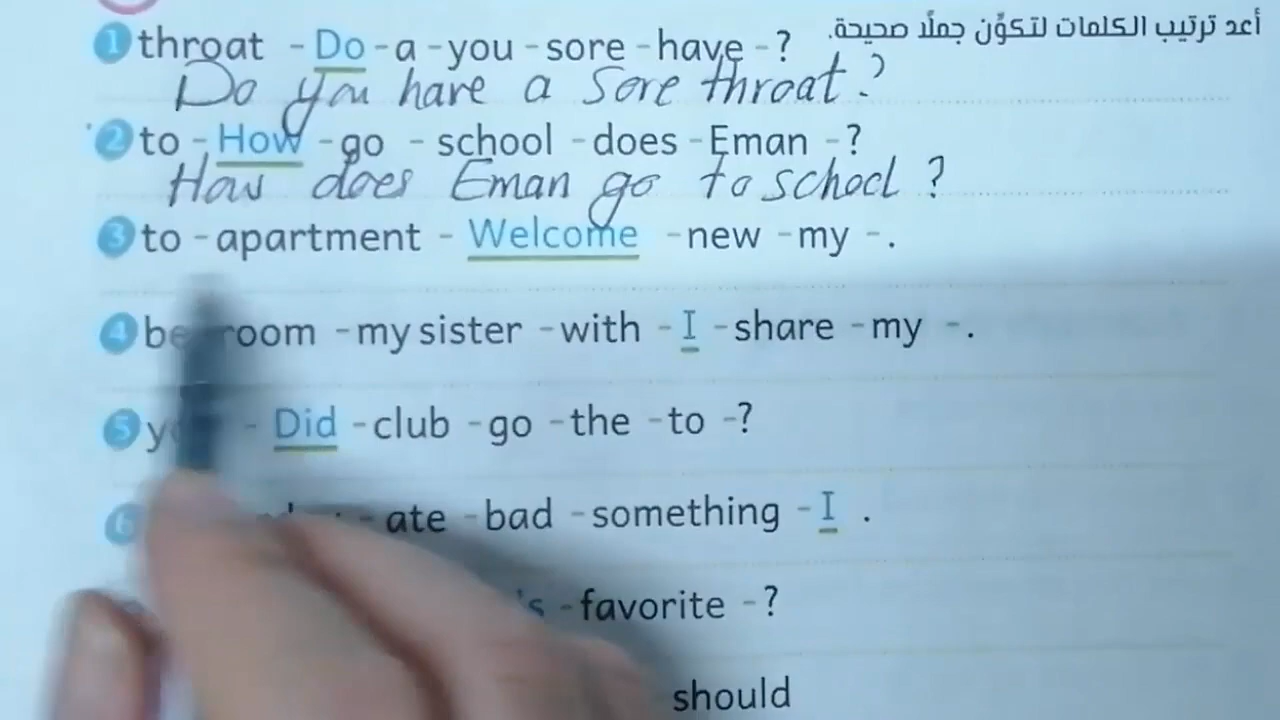 أعد ترتيب الكلمات لتكوِّن جملًا صحيحة.
1 throat - Do - a - you - sore - have - ?
Do you have a sore throat?
2 to - How - go - school - does - Eman - ?
How does Eman go to school?
3 to - apartment - Welcome - new - my - .
4 room - my sister - with - I - share - my - .
5 - Did - club - go - the - to - ?
6 - ate - bad - something - I .
's - favorite - ?
should